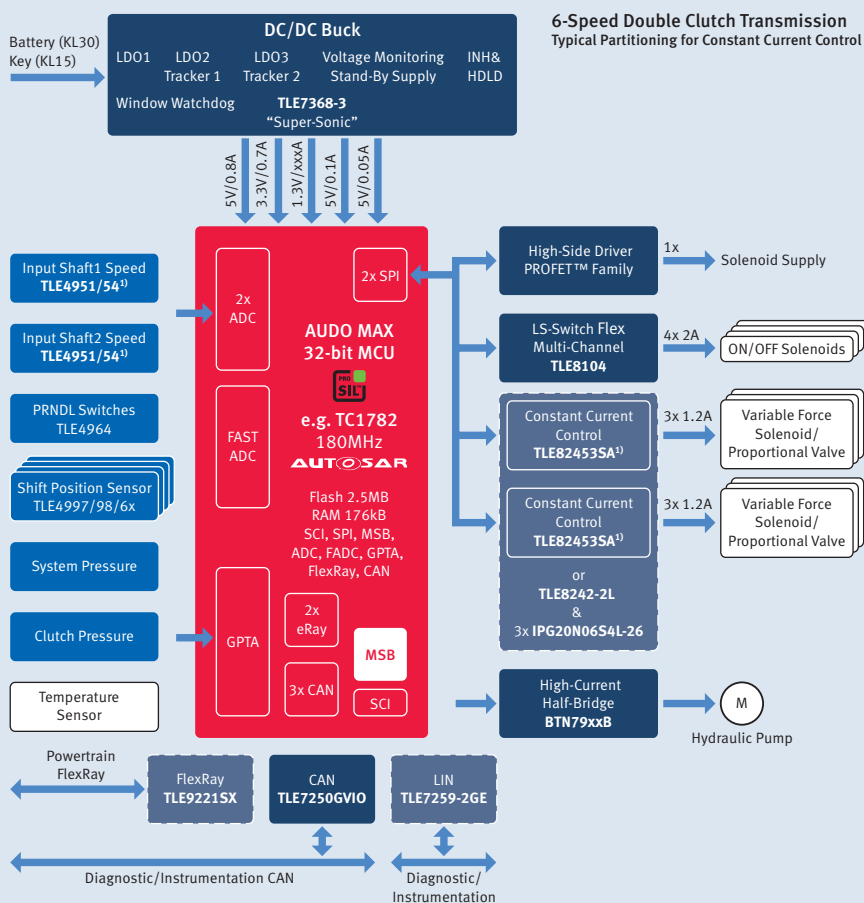 6-Speed Double Clutch Transmission
Typical Partitioning for Constant Current Control
Battery (KL30)
Key (KL15)
DC/DC Buck
LDO1
LDO2
Tracker 1
LDO3
Tracker 2
Voltage Monitoring
Stand-By Supply
INH&
HDLD
Window Watchdog
TLE7368-3
“Super-Sonic”
5V/0.8A
3.3V/0.7A
1.3V/xxxA
5V/0.1A
5V/0.05A
Input Shaft1 Speed
TLE4951/54¹⁾
Input Shaft2 Speed
TLE4951/54¹⁾
PRNDL Switches
TLE4964
Shift Position Sensor
TLE4997/98/6x
System Pressure
Clutch Pressure
Temperature
Sensor
2x
ADC
FAST
ADC
GPTA
2x SPI
AUDO MAX
32-bit MCU
PRO
SIL™
e.g. TC1782
180MHz
AUTOSAR
Flash 2.5MB
RAM 176kB
SCI, SPI, MSB,
ADC, FADC, GPTA,
FlexRay, CAN
2x
eRay
3x CAN
MSB
SCI
High-Side Driver
PROFET™ Family
1x
Solenoid Supply
LS-Switch Flex
Multi-Channel
TLE8104
4x 2A
ON/OFF Solenoids
Constant Current
Control
TLE82453SA¹⁾
3x 1.2A
Variable Force
Solenoid/
Proportional Valve
Constant Current
Control
TLE82453SA¹⁾
3x 1.2A
Variable Force
Solenoid/
Proportional Valve
or
TLE8242-2L
&
3x IPG20N06S4L-26
High-Current
Half-Bridge
BTN79xxB
M
Hydraulic Pump
Powertrain
FlexRay
FlexRay
TLE9221SX
CAN
TLE7250GVIO
LIN
TLE7259-2GE
Diagnostic/Instrumentation CAN
Diagnostic/
Instrumentation